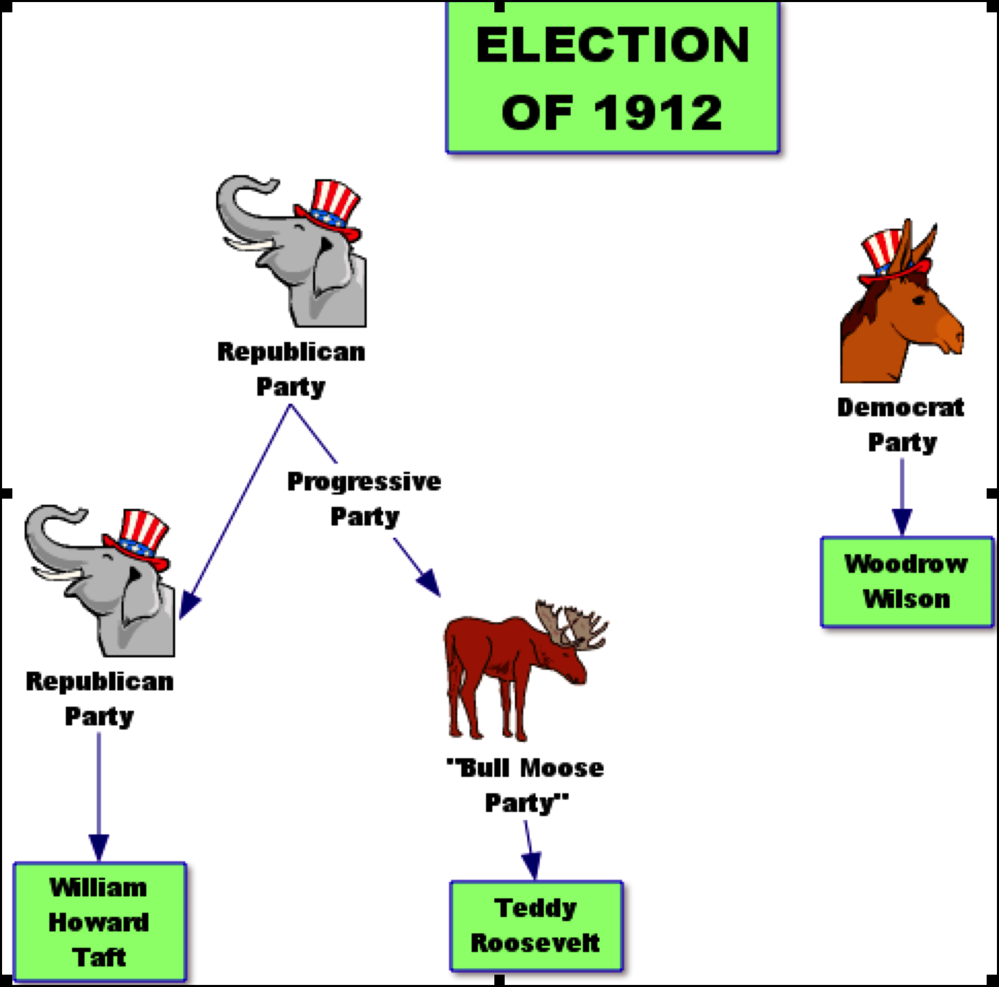 ELECTION
OF 1912
Republican
Party
Democrat
Party
Progressive
Party
Woodrow
Wilson
Republican
Party
"Bull Moose
Party"
William
Howard
Taft
Teddy
Roosevelt